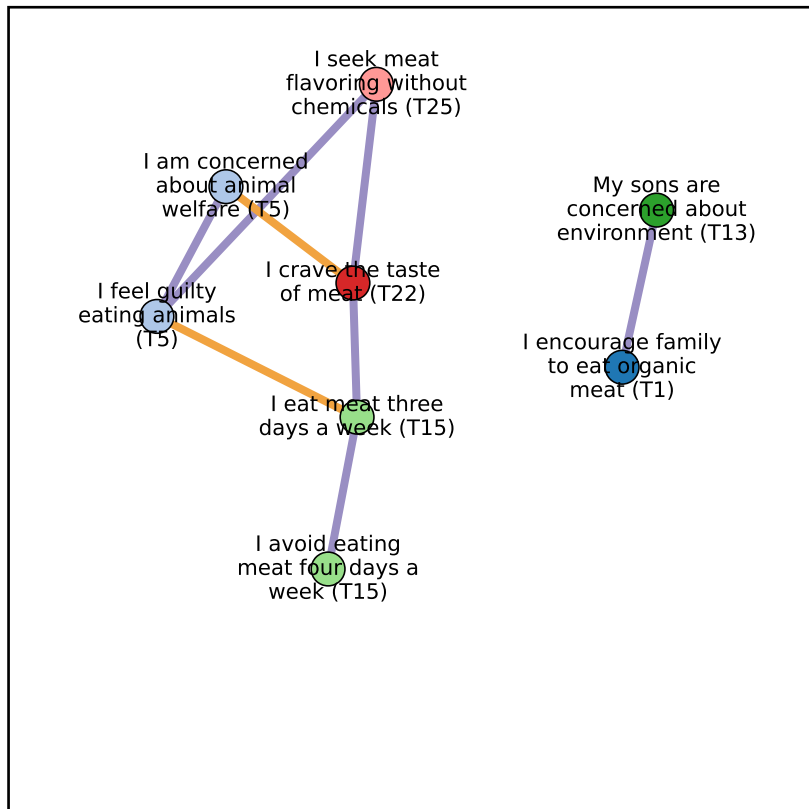 I seek meat
flavoring without
chemicals (T25)
I am concerned
about animal
welfare (T5)
My sons are
concerned about
environment (T13)
I crave the taste
of meat (T22)
I feel guilty
eating animals
(T5)
I encourage family
to eat organic
meat (T1)
I eat meat three
days a week (T15)
I avoid eating
meat four days a
week (T15)